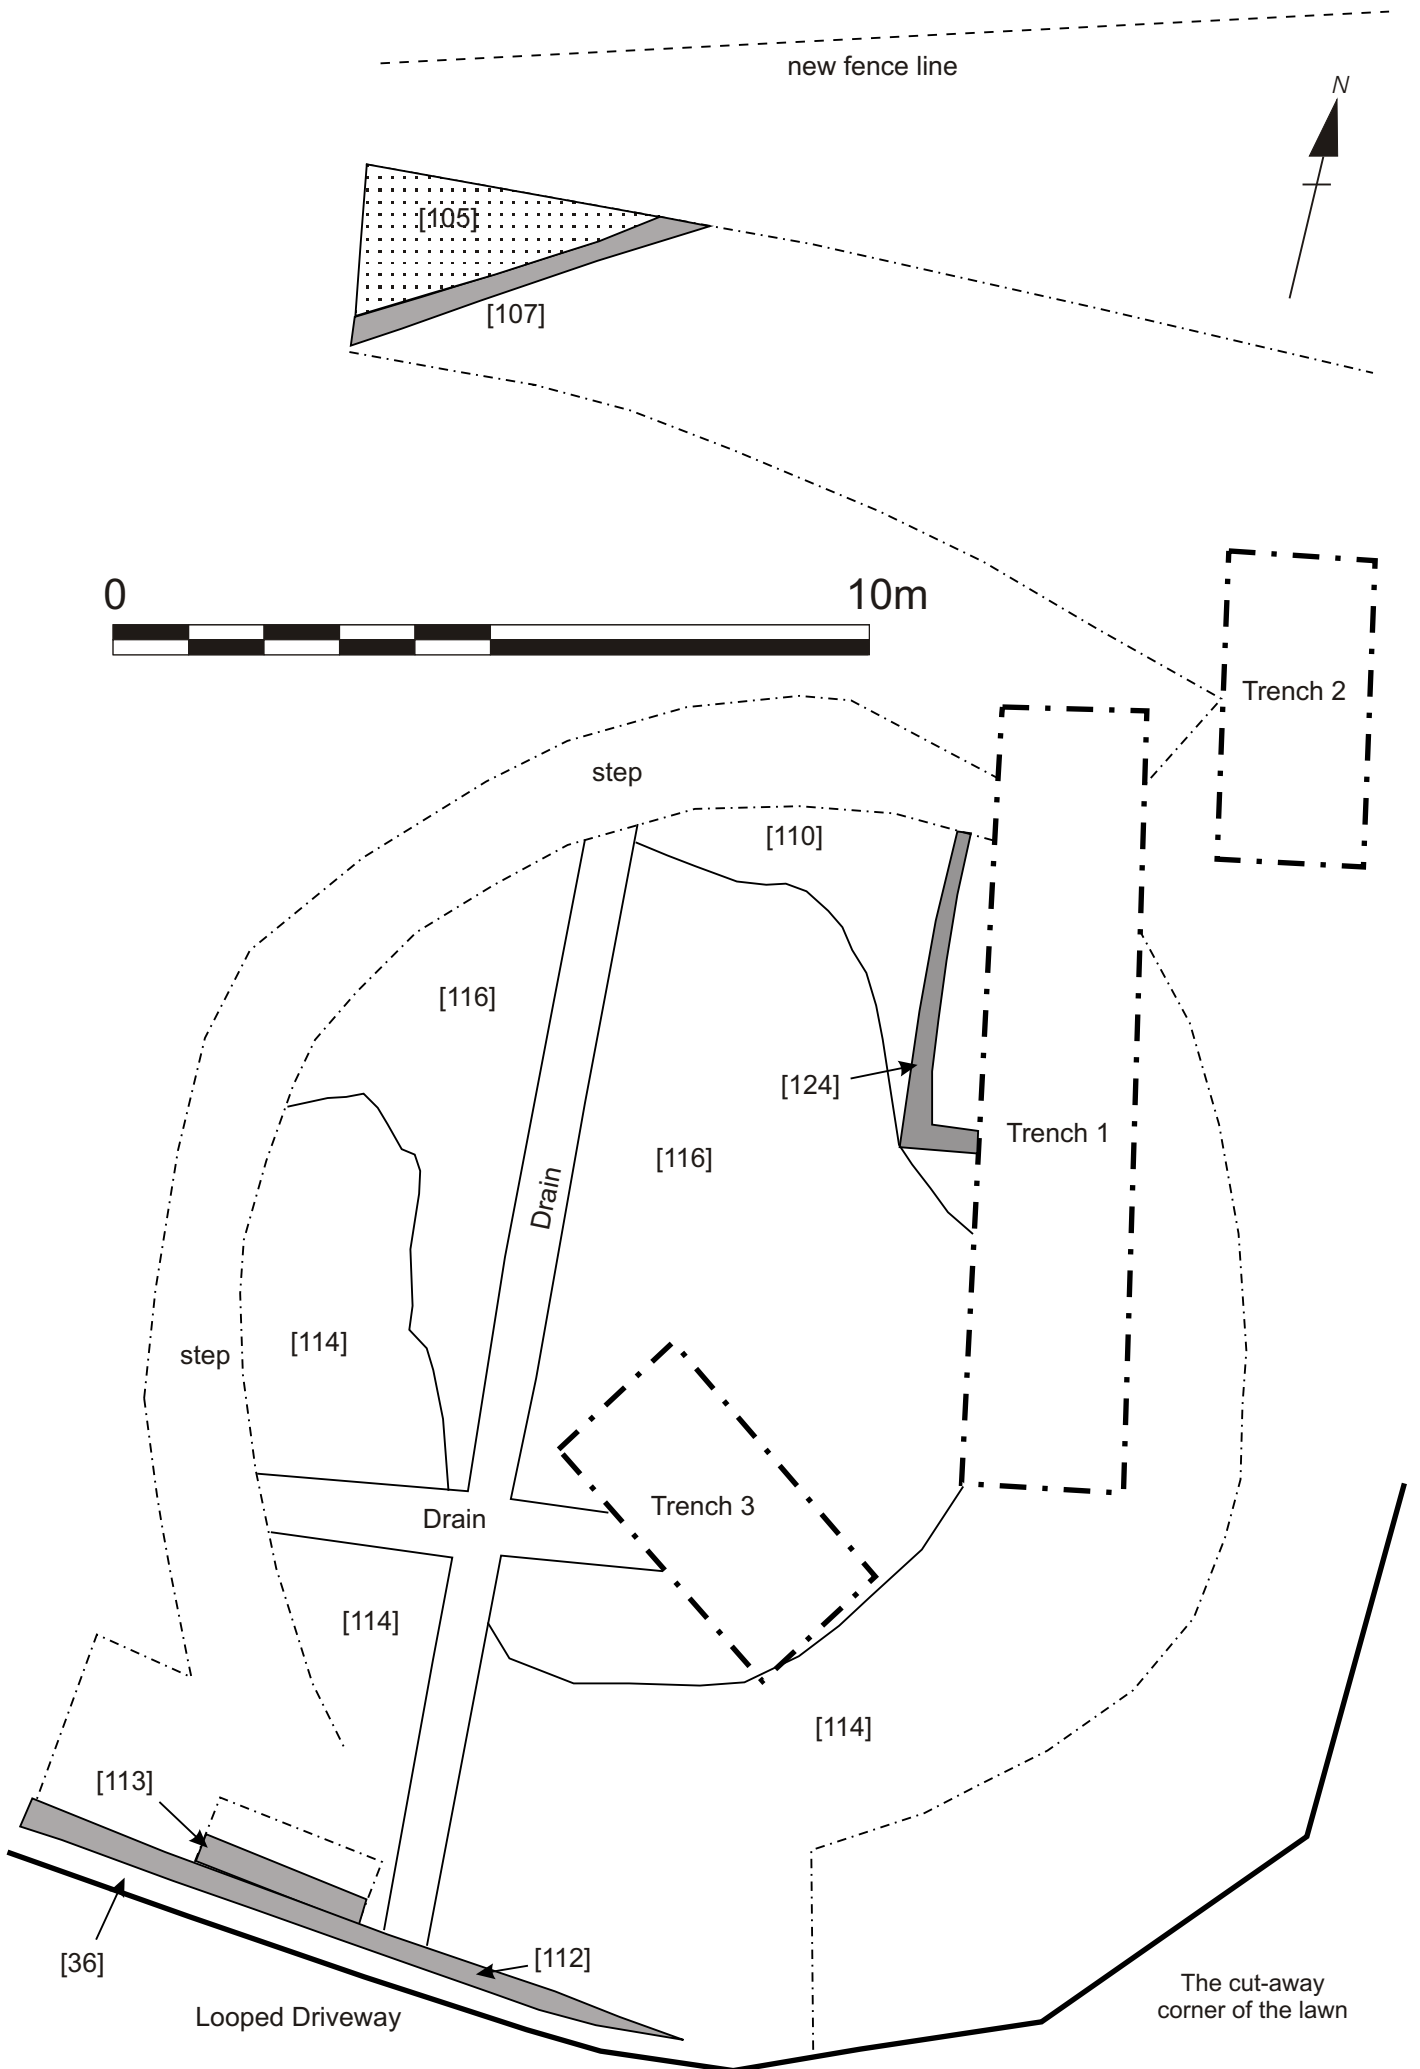 new fence line
N
[105]
[107]
0
10m
Trench 2
step
[110]
[116]
[124]
Trench 1
[116]
Drain
[114]
step
Trench 3
Drain
[114]
[114]
[113]
[36]
[112]
Looped Driveway
The cut-away
corner of the lawn